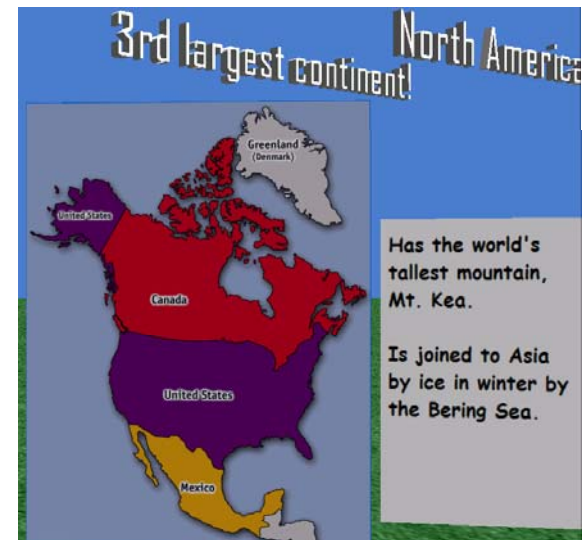 3rd largest continent!
North America
Greenland
(Denmark)
United States
Canada
United States
Mexico
Has the world's
tallest mountain,
Mt. Kea.
Is joined to Asia
by ice in winter by
the Bering Sea.